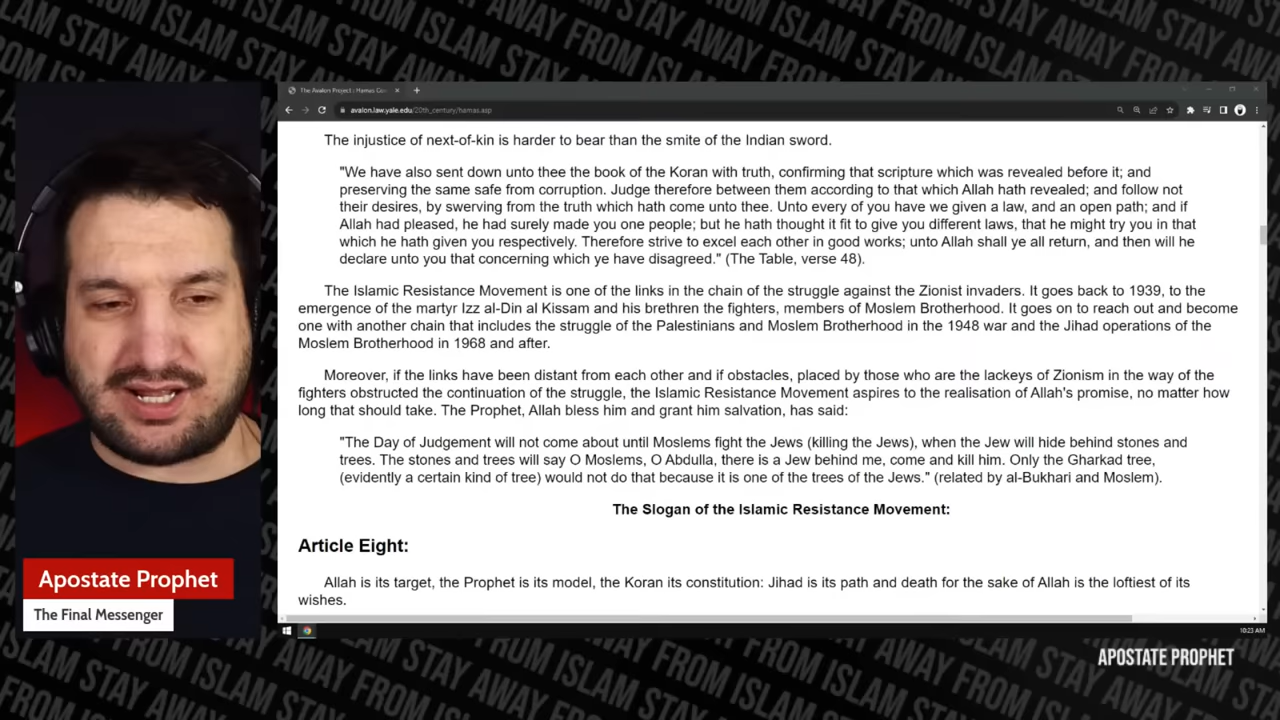 STAY AWAY FROM ISLAM
The Avalon Project : Hamas Co
avalon.law.yale.edu/20th_century/hamas.asp
The injustice of next-of-kin is harder to bear than the smite of the Indian sword.
"We have also sent down unto thee the book of the Koran with truth, confirming that scripture which was revealed before it; and
preserving the same safe from corruption. Judge therefore between them according to that which Allah hath revealed; and follow not
their desires, by swerving from the truth which hath come unto thee. Unto every of you have we given a law, and an open path; and if
Allah had pleased, he had surely made you one people; but he hath thought it fit to give you different laws, that he might try you in that
which he hath given you respectively. Therefore strive to excel each other in good works; unto Allah shall ye all return, and then will he
declare unto you that concerning which ye have disagreed." (The Table, verse 48).
The Islamic Resistance Movement is one of the links in the chain of the struggle against the Zionist invaders. It goes back to 1939, to the
emergence of the martyr Izz al-Din al Kissam and his brethren the fighters, members of Moslem Brotherhood. It goes on to reach out and become
one with another chain that includes the struggle of the Palestinians and Moslem Brotherhood in the 1948 war and the Jihad operations of the
Moslem Brotherhood in 1968 and after.
Moreover, if the links have been distant from each other and if obstacles, placed by those who are the lackeys of Zionism in the way of the
fighters obstructed the continuation of the struggle, the Islamic Resistance Movement aspires to the realisation of Allah's promise, no matter how
long that should take. The Prophet, Allah bless him and grant him salvation, has said:
"The Day of Judgement will not come about until Moslems fight the Jews (killing the Jews), when the Jew will hide behind stones and
trees. The stones and trees will say O Moslems, O Abdulla, there is a Jew behind me, come and kill him. Only the Gharkad tree,
(evidently a certain kind of tree) would not do that because it is one of the trees of the Jews." (related by al-Bukhari and Moslem).
The Slogan of the Islamic Resistance Movement:
Article Eight:
Allah is its target, the Prophet is its model, the Koran its constitution: Jihad is its path and death for the sake of Allah is the loftiest of its
wishes.
10:23 AM
Apostate Prophet
The Final Messenger
APOSTATE PROPHET